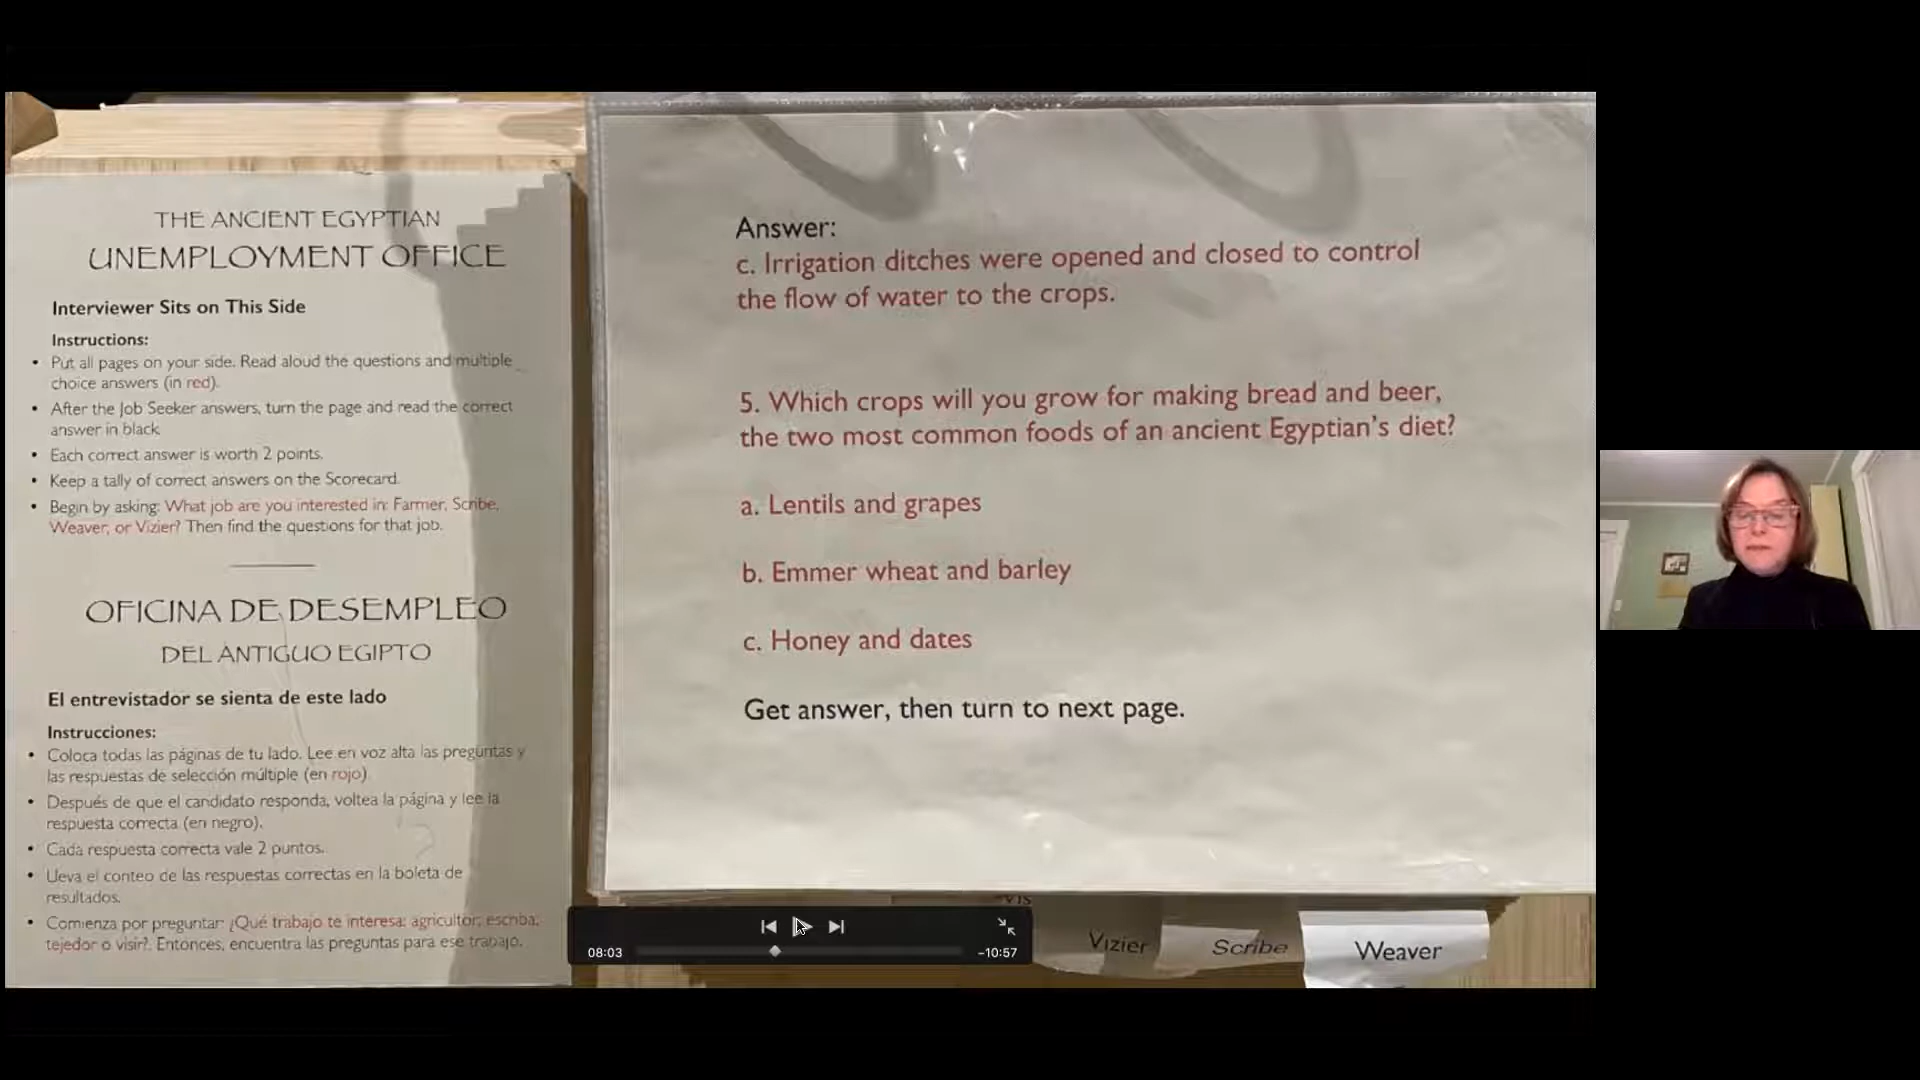 THE ANCIENT EGYPTIAN
UNEMPLOYMENT OFFICE
Interviewer Sits on This Side
Instructions:
• Put all pages on your side. Read aloud the questions and multiple
choice answers (in red).
• After the Job Seeker answers, turn the page and read the correct
answer in black
• Each correct answer is worth 2 points.
• Keep a tally of correct answers on the Scorecard.
• Begin by asking: What job are you interested in: Farmer, Scribe,
Weaver, or Vizier? Then find the questions for that job.
OFICINA DE DESEMPLEO
DEL ANTIGUO EGIPTO
El entrevistador se sienta de este lado
Instrucciones:
• Coloca todas las páginas de tu lado. Lee en voz alta las preguntas y
las respuestas de selección múltiple (en rojo)
• Después de que el candidato responda, voltea la página y lee la
respuesta correcta (en negro).
• Cada respuesta correcta vale 2 puntos.
• Lleva el conteo de las respuestas correctas en la boleta de
resultados.
• Comienza por preguntar: ¿Qué trabajo te interesa: agricultor, escriba,
tejedor o visir?. Entonces, encuentra las preguntas para ese trabajo.
Answer:
c. Irrigation ditches were opened and closed to control
the flow of water to the crops.
5. Which crops will you grow for making bread and beer,
the two most common foods of an ancient Egyptian's diet?
a. Lentils and grapes
b. Emmer wheat and barley
c. Honey and dates
Get answer, then turn to next page.
Vizier
Scribe
Weaver
08:03
-10:57